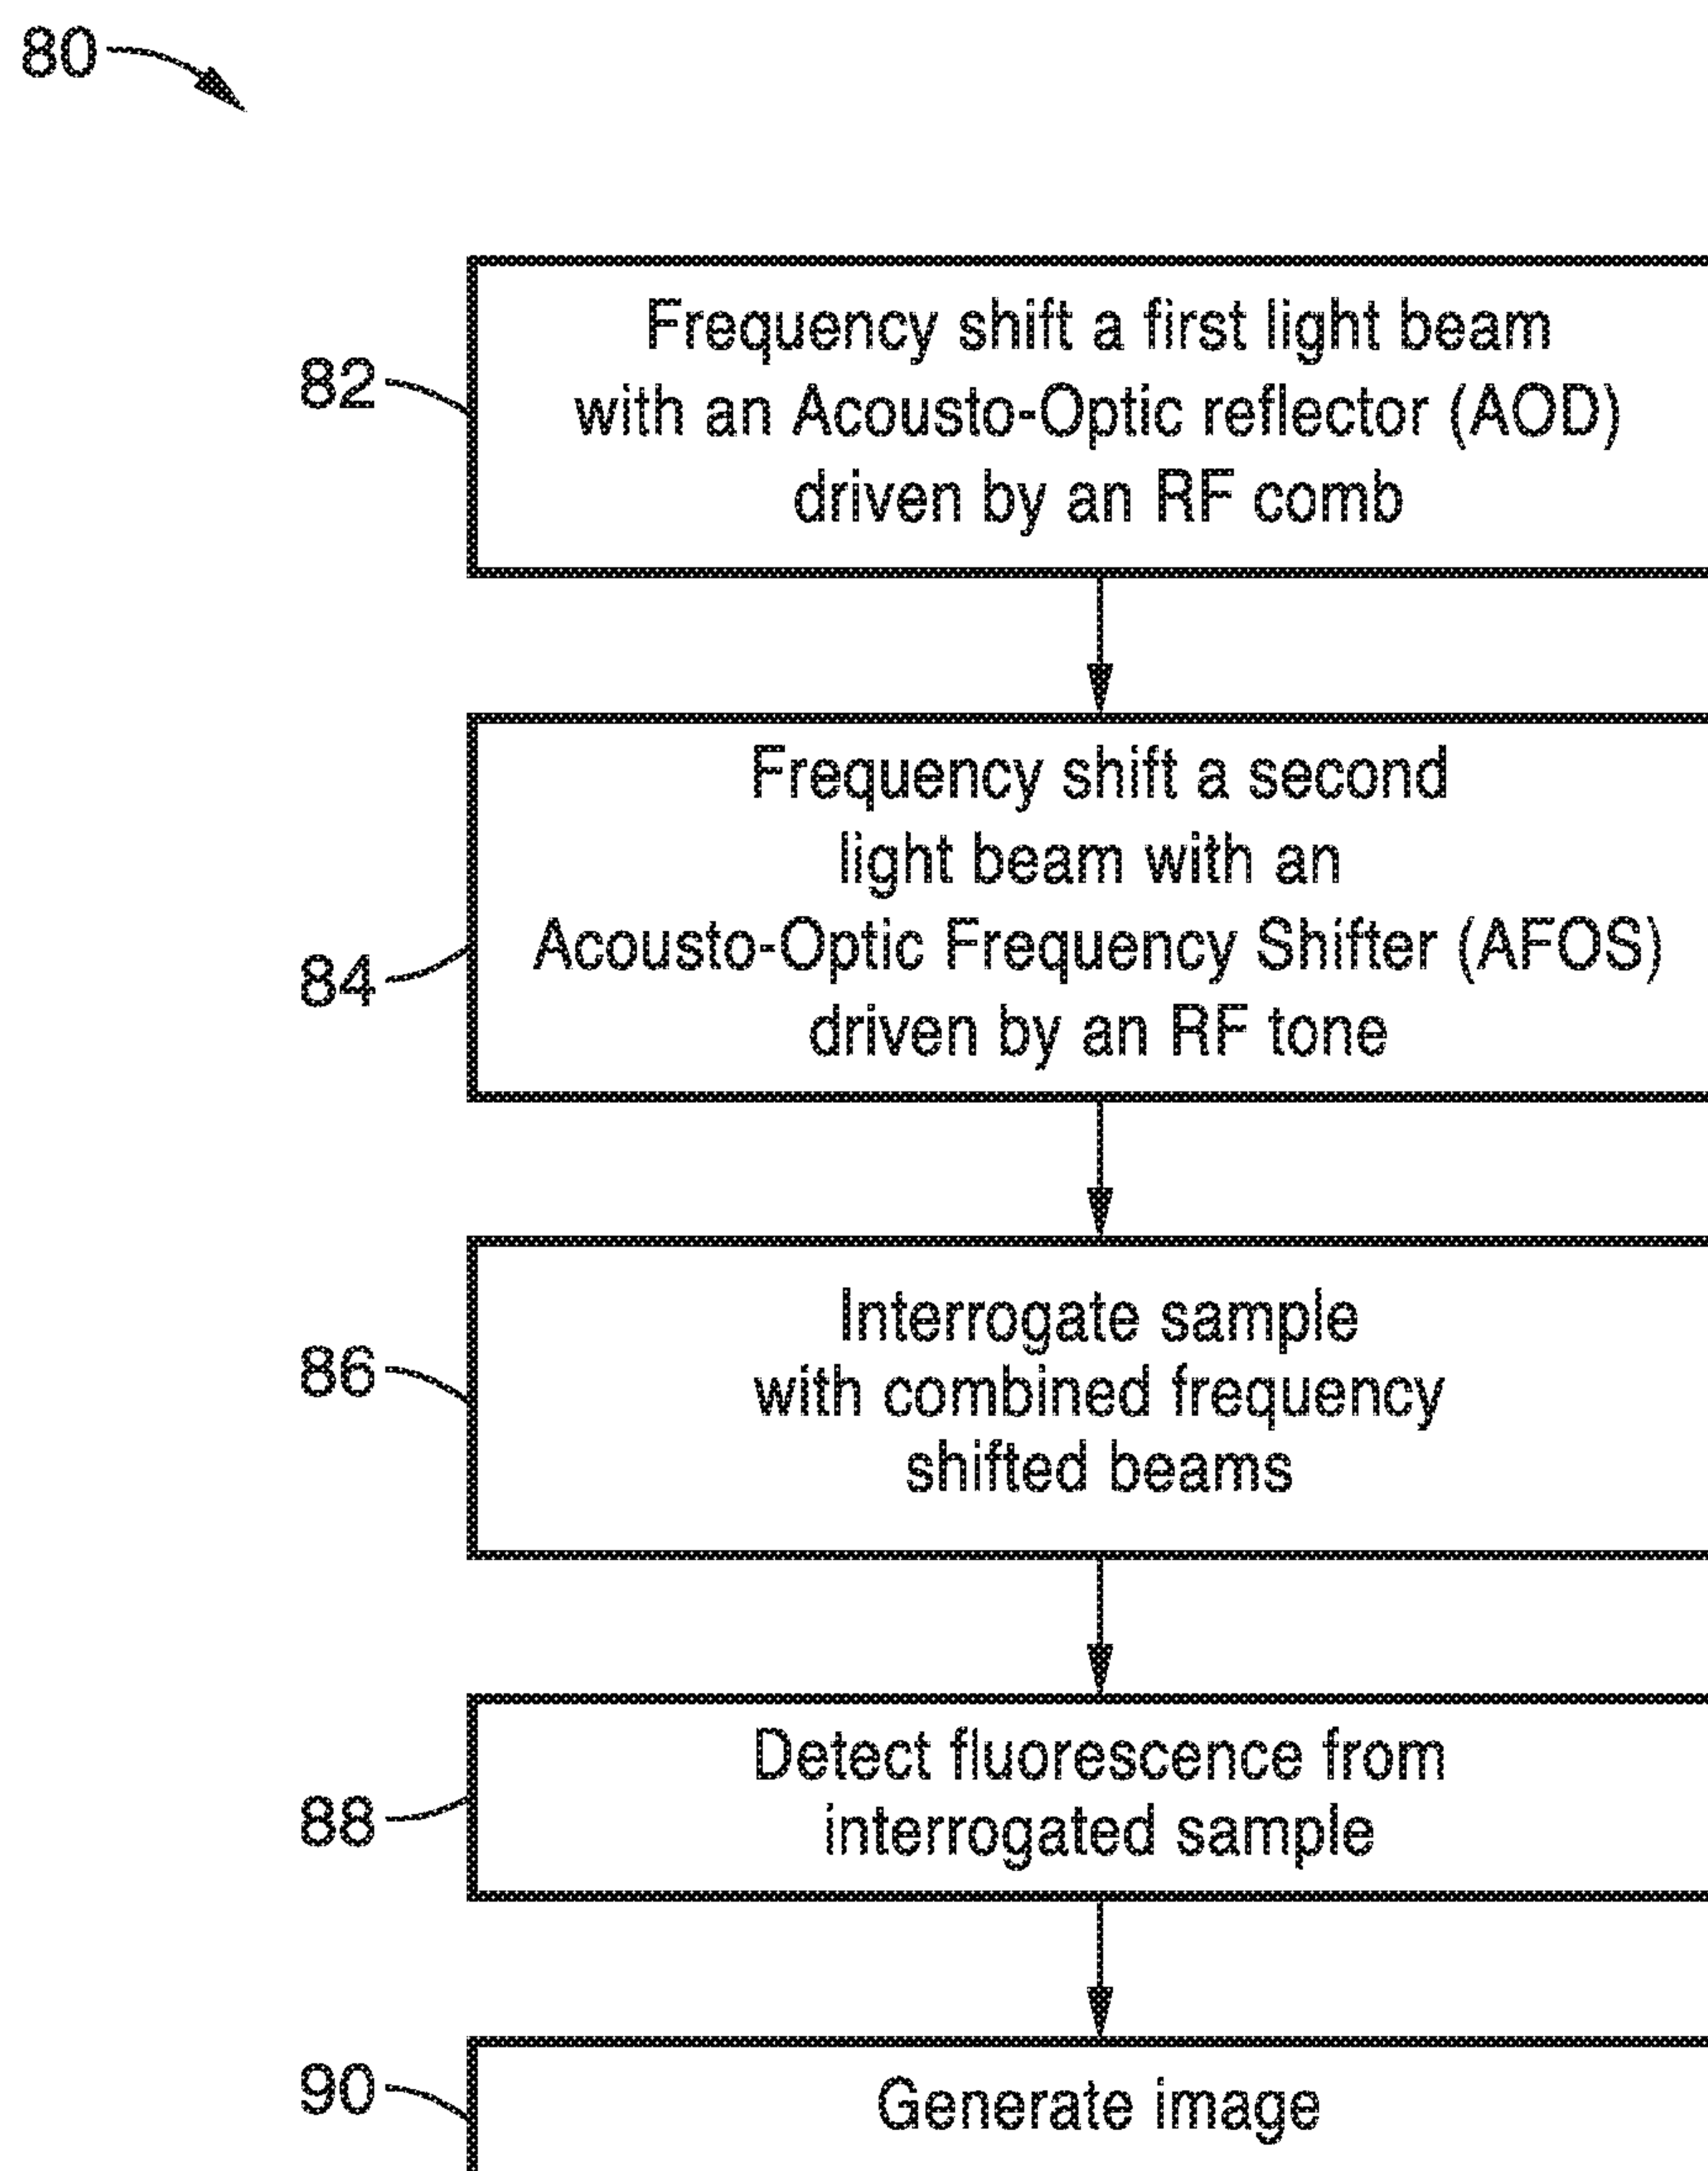 80
82
Frequency shift a first light beam
with an Acousto-Optic reflector (AOD)
driven by an RF comb
84
Frequency shift a second
light beam with an
Acousto-Optic Frequency Shifter (AFOS)
driven by an RF tone
86
Interrogate sample
with combined frequency
shifted beams
88
Detect fluorescence from
interrogated sample
90
Generate image